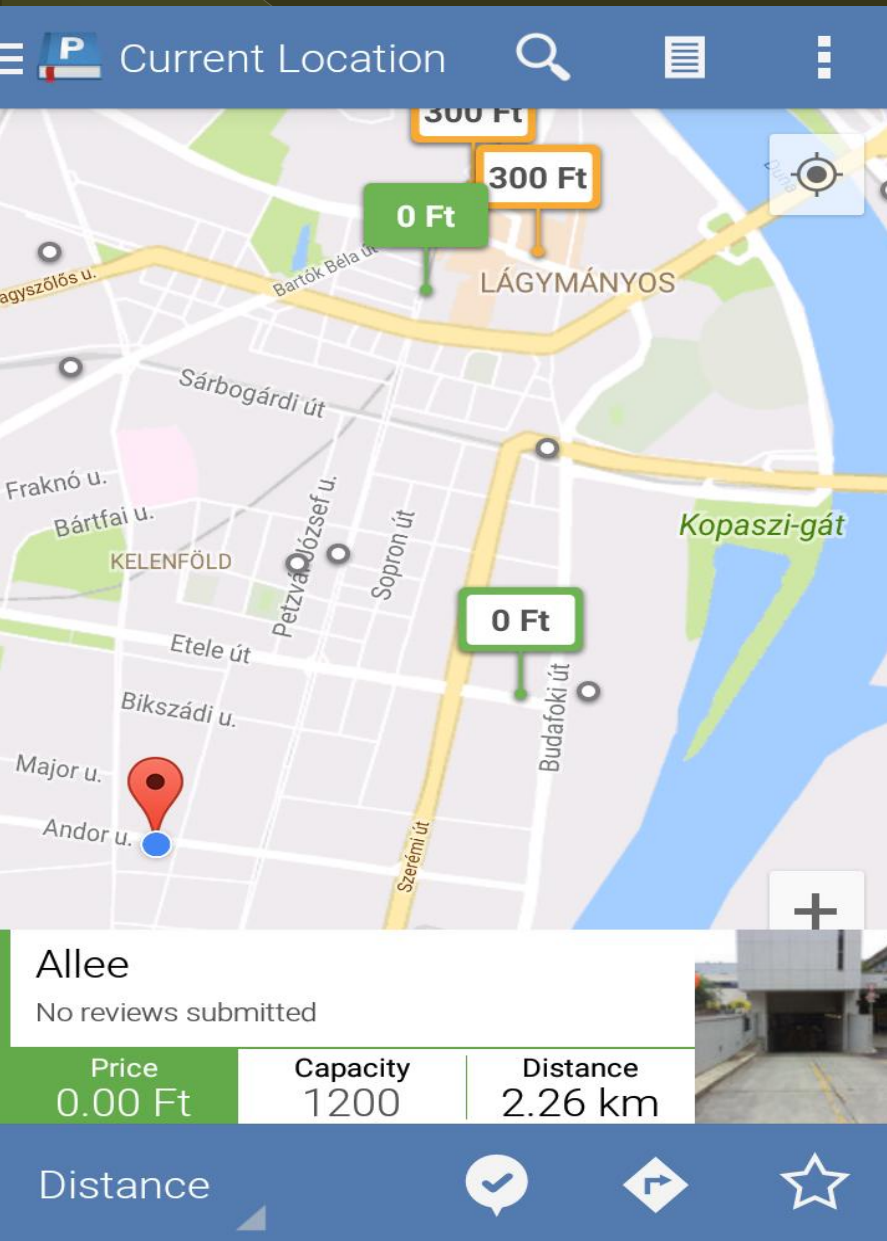 P Current Location
300 Ft
300 Ft
0 Ft
Duna
Bartók Béla út
LÁGYMÁNYOS
agyszőlős u.
Sárbogárdi út
Fraknó u.
Bártfai u.
Petzvál József u.
Sopron út
Kopaszi-gát
KELENFÖLD
0 Ft
Etele út
Budafoki út
Bikszádi u.
Major u.
Andor u.
Szerémi út
+
Allee
No reviews submitted
Price Capacity Distance
0.00 Ft 1200 2.26 km
Distance